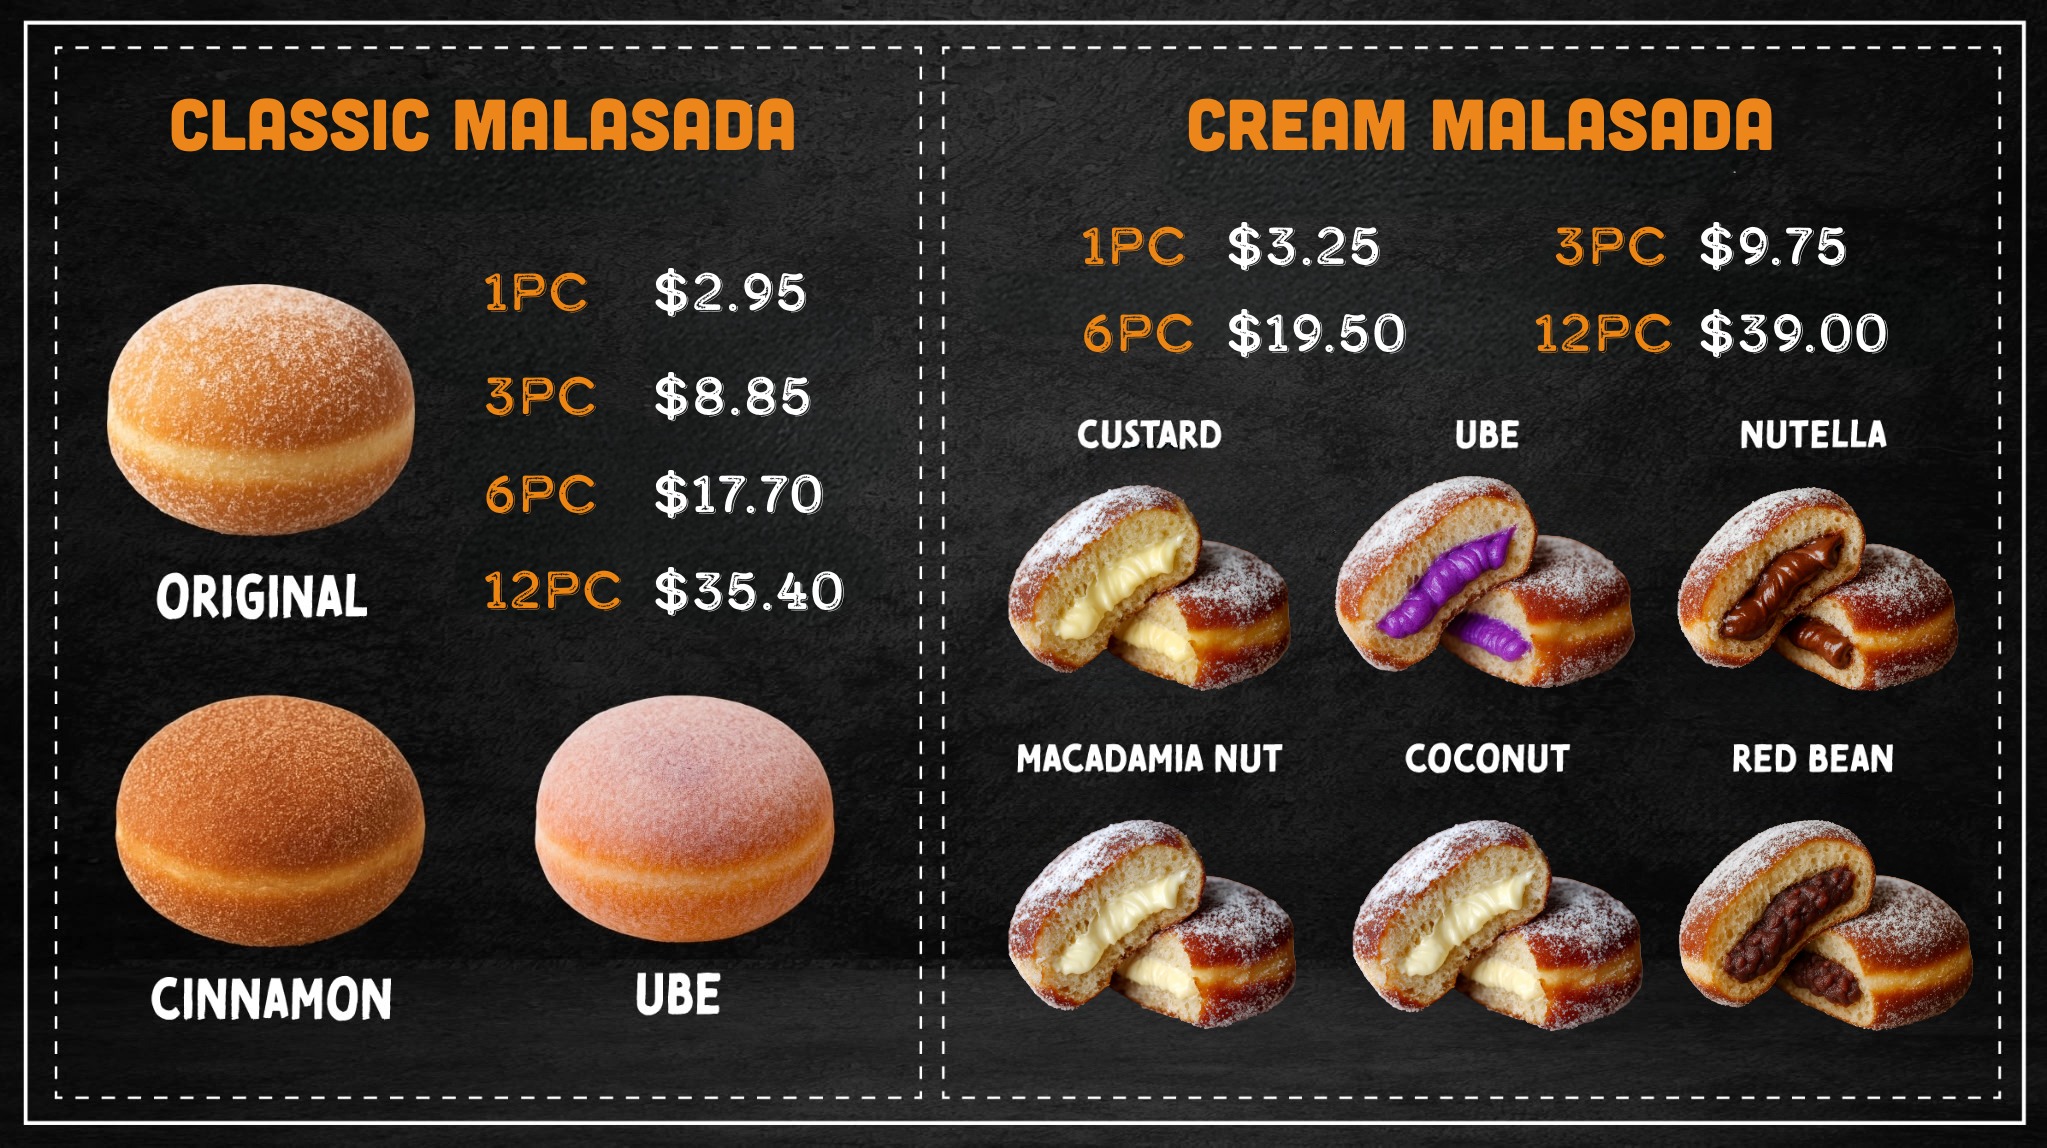 CLASSIC MALASADA
1PC $2.95
3PC $8.85
6PC $17.70
12PC $35.40
ORIGINAL
CINNAMON
UBE
CREAM MALASADA
1PC $3.25 3PC $9.75
6PC $19.50 12PC $39.00
CUSTARD UBE NUTELLA
MACADAMIA NUT COCONUT RED BEAN